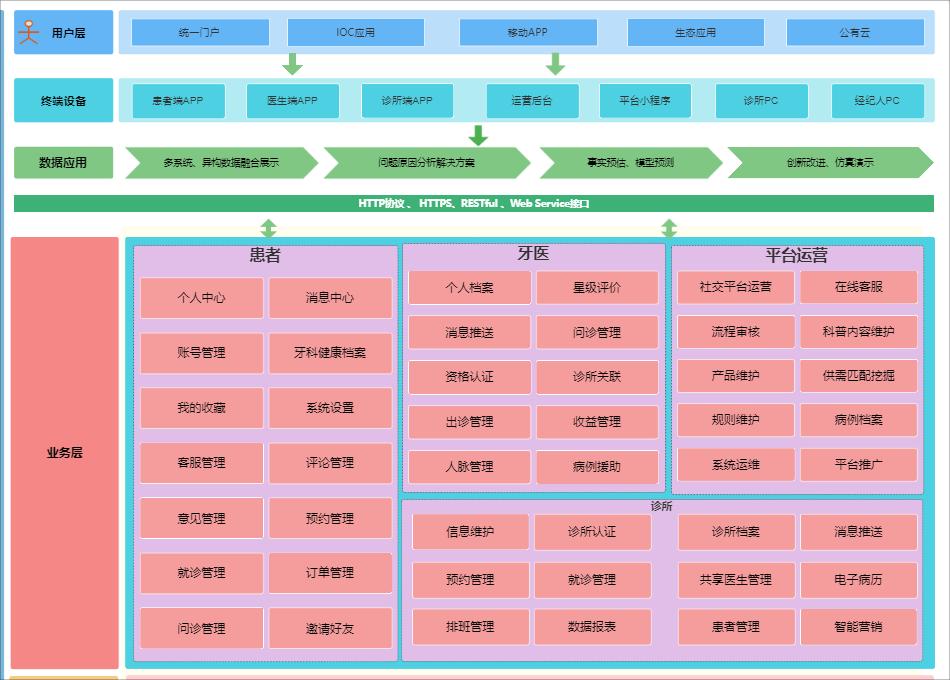 用户层
统一门户
IOC应用
移动APP
生态应用
公有云
终端设备
患者端APP
医生端APP
诊所端APP
运营后台
平台小程序
诊所PC
经纪人PC
数据应用
多系统、异构数据融合展示
问题原因分析解决方案
事实预估、模型预测
创新改进、仿真演示
HTTP协议 、 HTTPS、RESTful 、Web Service接口
业务层
患者
个人中心
消息中心
账号管理
牙科健康档案
我的收藏
系统设置
客服管理
评论管理
意见管理
预约管理
就诊管理
订单管理
问诊管理
邀请好友
牙医
个人档案
星级评价
消息推送
问诊管理
资格认证
诊所关联
出诊管理
收益管理
人脉管理
病例援助
平台运营
社交平台运营
在线客服
流程审核
科普内容维护
产品维护
供需匹配挖掘
规则维护
病例档案
系统运维
平台推广
诊所
信息维护
诊所认证
诊所档案
消息推送
预约管理
就诊管理
共享医生管理
电子病历
排班管理
数据报表
患者管理
智能营销